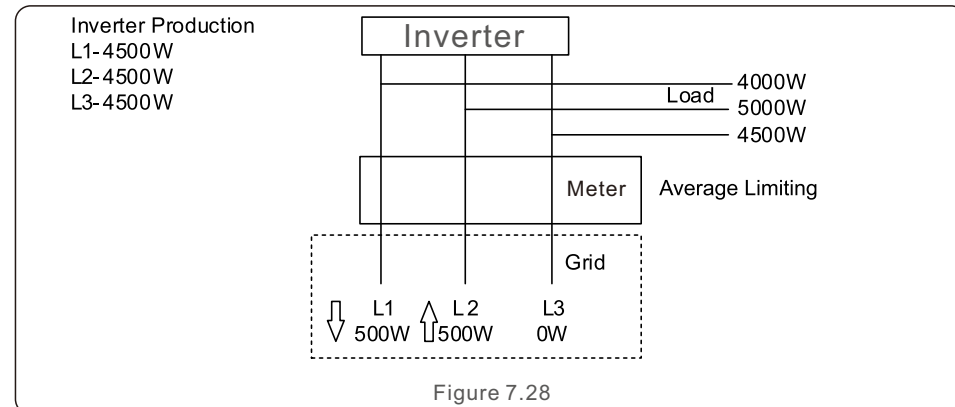 Inverter Production
L1-4500W
L2-4500W
L3-4500W
Inverter
Load
4000W
5000W
4500W
Meter
Average Limiting
Grid
L1 L2 L3
500W 500W 0W
Figure 7.28